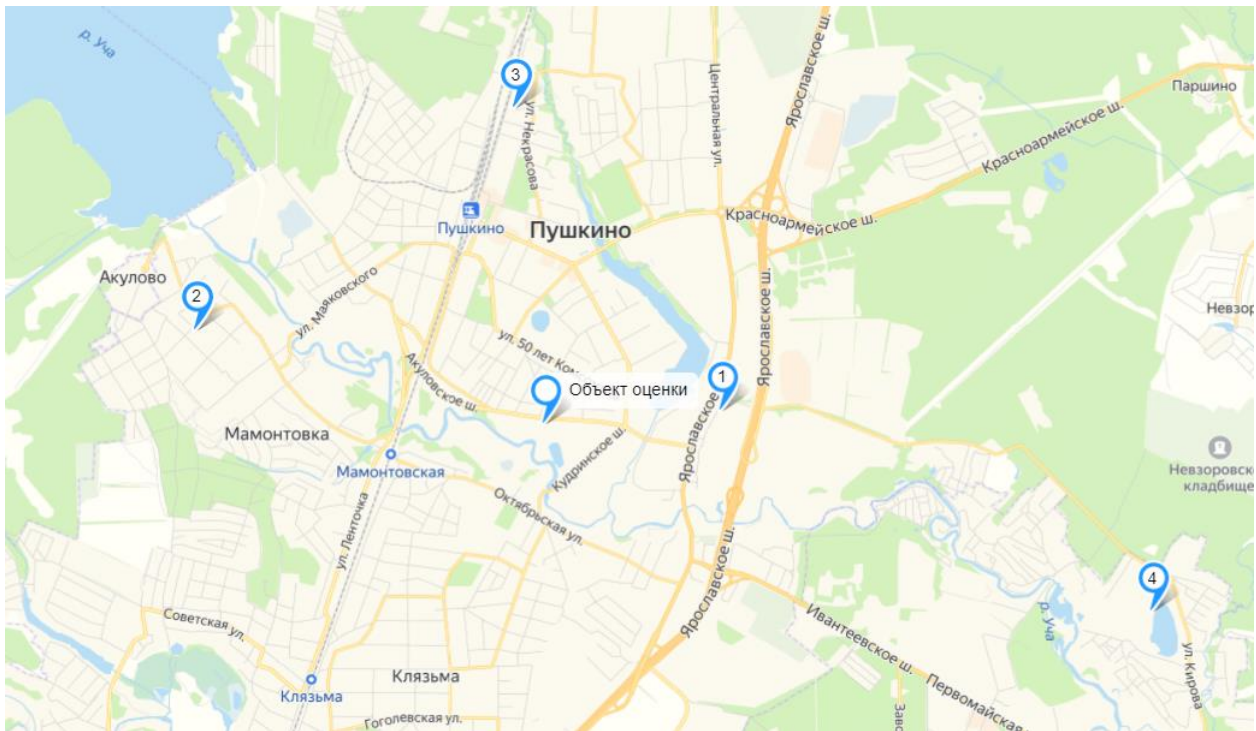 р. Уча
3
ул. Некрасова
Центральная ул.
Ярославское ш.
Паршино
Красноармейское ш.
Пушкино
Пушкино
Красноармейское ш.
Акулово
2
ул. Маяковского
Ярославское ш.
Невзор
ул. 50 лет Ком
Акуловское ш.
Объект оценки
1
Ярославское
Мамонтовка
Мамонтовская
Кудринское ш.
Невзоровск
кладбище
Октябрьская ул.
ул. Ленточка
Ярославское ш.
4
Советская ул.
Ивантеевское ш.
р. Уча
ул. Кирова
Клязьма
Клязьма
Первомайская
Заво
Гоголевская ул.